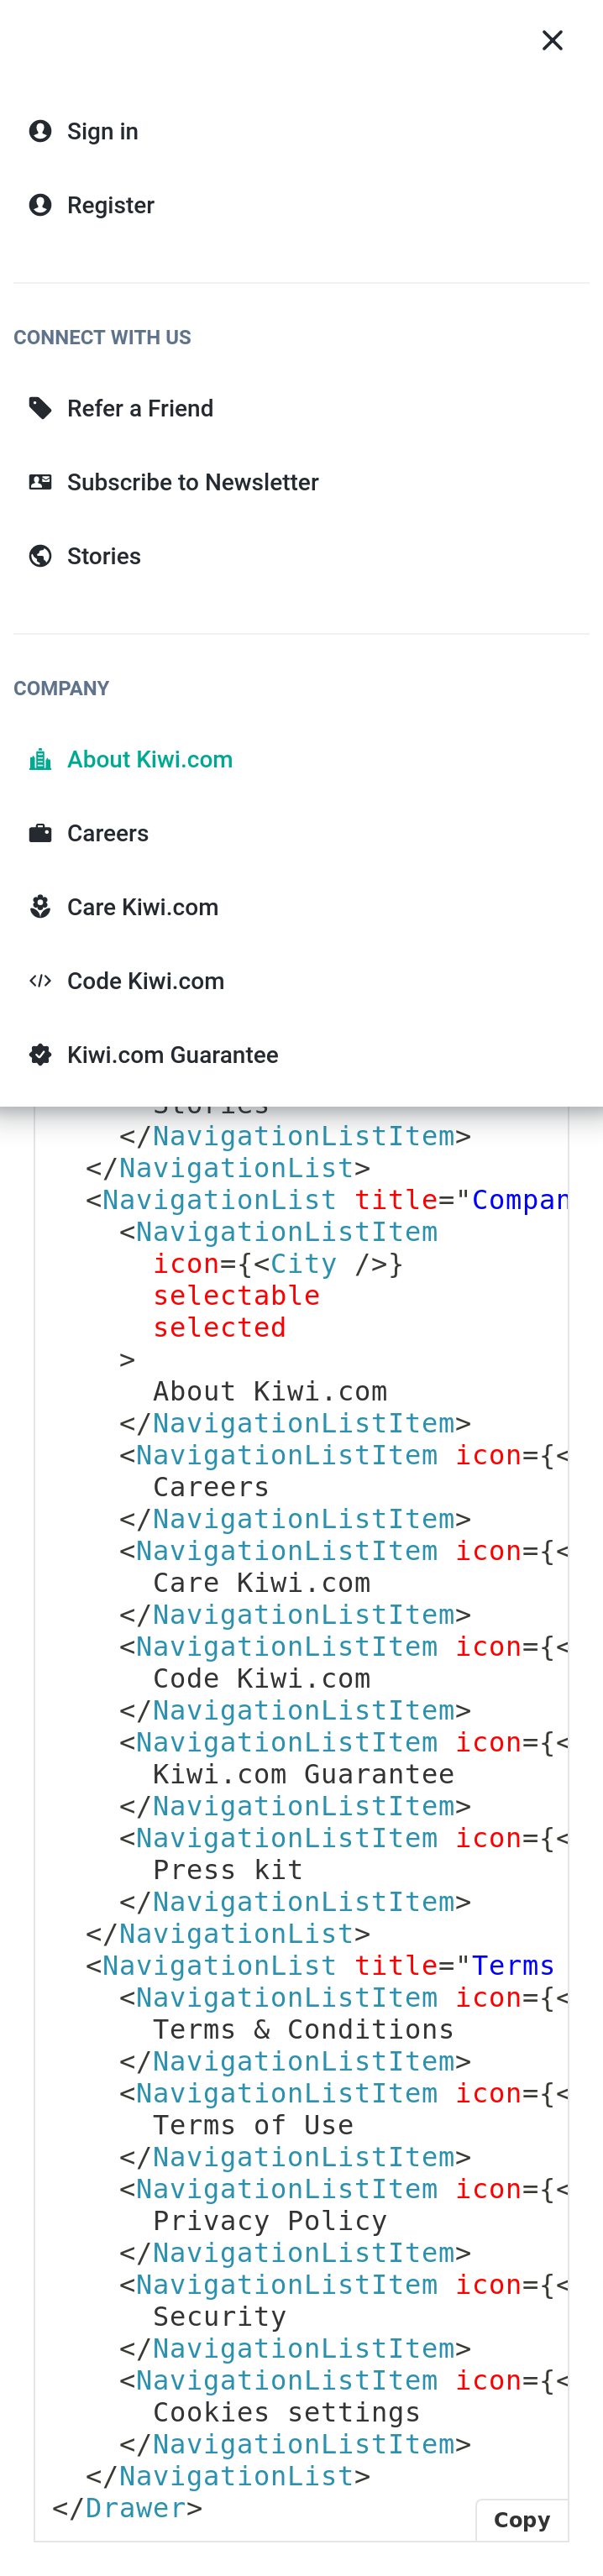 Sign in
Register
CONNECT WITH US
Refer a Friend
Subscribe to Newsletter
Stories
COMPANY
About Kiwi.com
Careers
Care Kiwi.com
Code Kiwi.com
Kiwi.com Guarantee
Stories
</NavigationListItem>
</NavigationList>
<NavigationList title="Compan
<NavigationListItem
icon={<City />}
selectable
selected
>
About Kiwi.com
</NavigationListItem>
<NavigationListItem icon={<
Careers
</NavigationListItem>
<NavigationListItem icon={<
Care Kiwi.com
</NavigationListItem>
<NavigationListItem icon={<
Code Kiwi.com
</NavigationListItem>
<NavigationListItem icon={<
Kiwi.com Guarantee
</NavigationListItem>
<NavigationListItem icon={<
Press kit
</NavigationListItem>
</NavigationList>
<NavigationList title="Terms
<NavigationListItem icon={<
Terms & Conditions
</NavigationListItem>
<NavigationListItem icon={<
Terms of Use
</NavigationListItem>
<NavigationListItem icon={<
Privacy Policy
</NavigationListItem>
<NavigationListItem icon={<
Security
</NavigationListItem>
<NavigationListItem icon={<
Cookies settings
</NavigationListItem>
</NavigationList>
</Drawer>
Copy